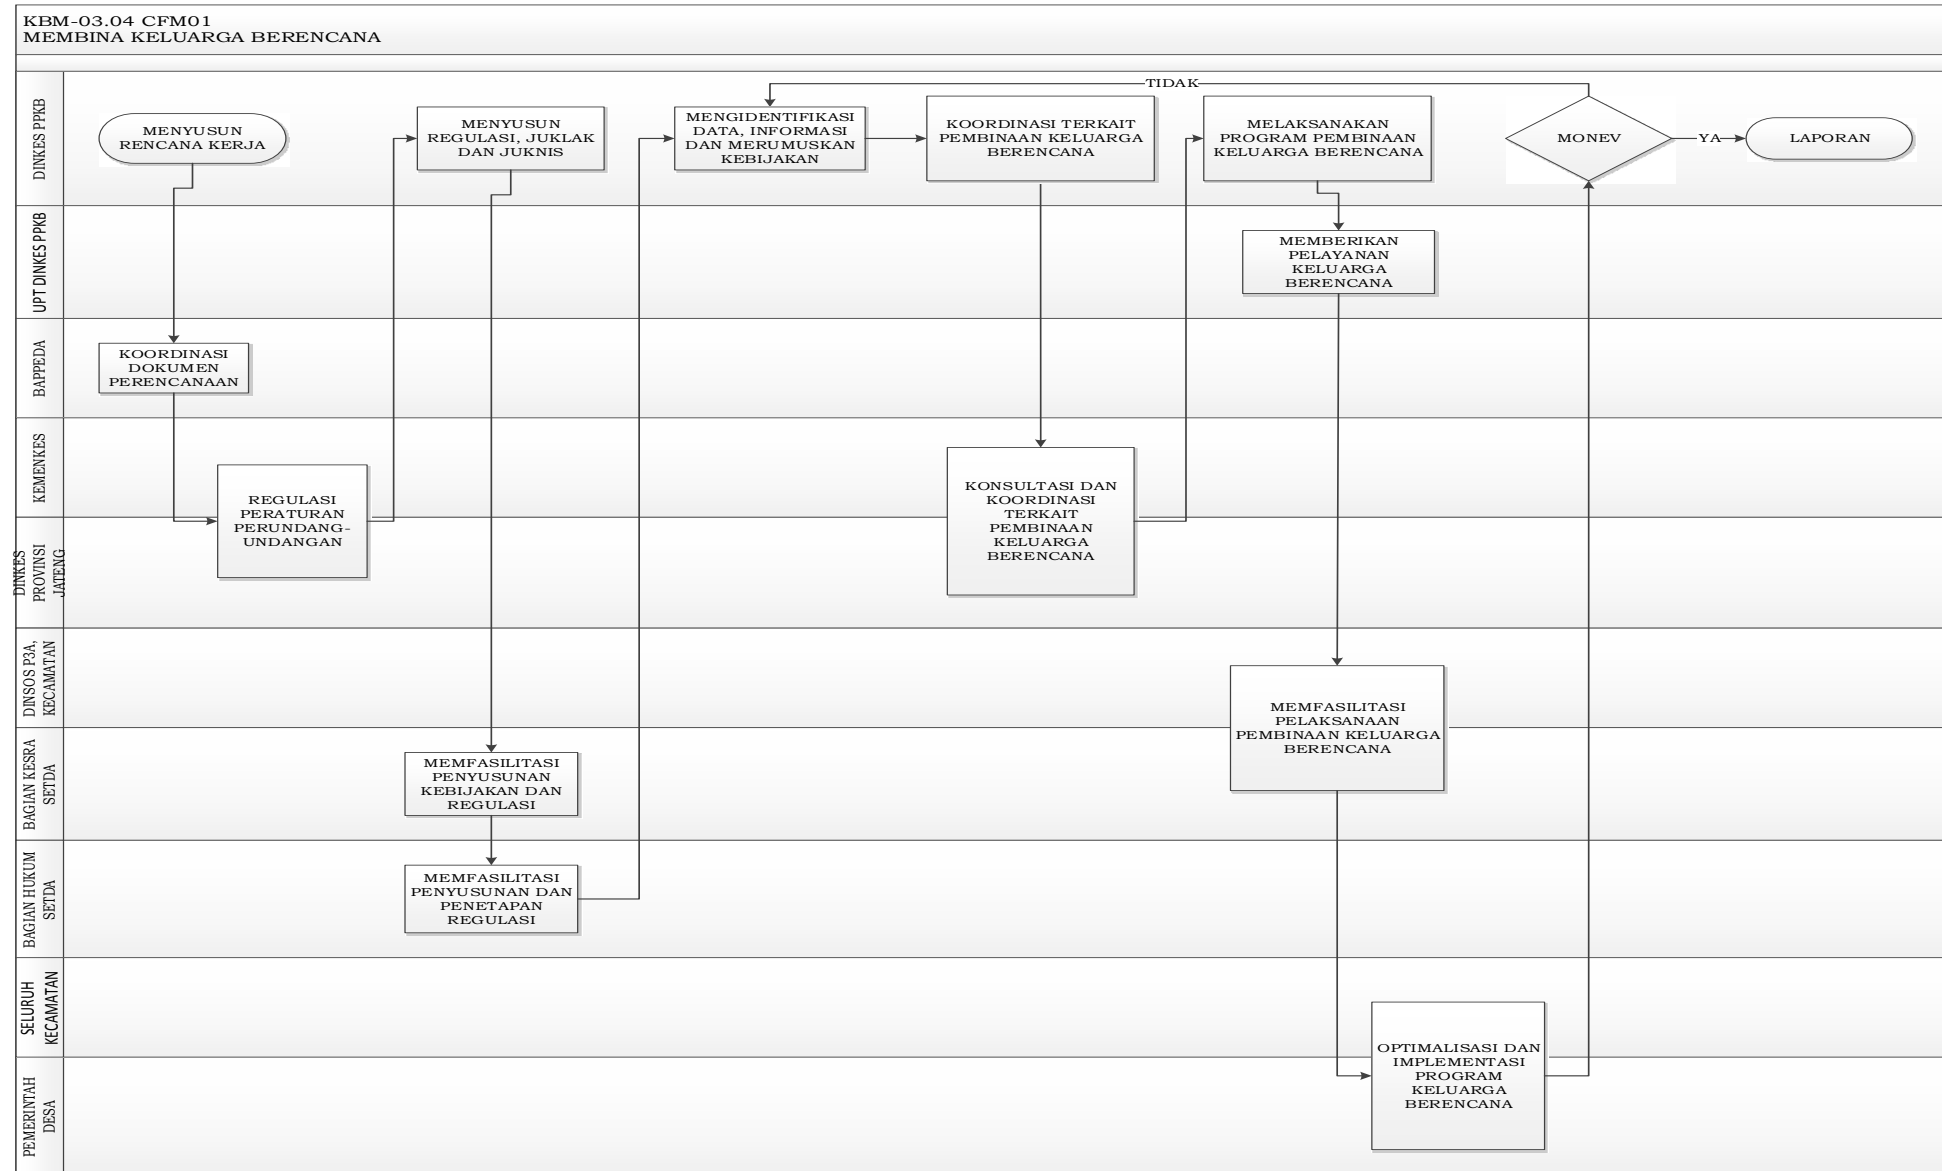 KBM-03.04 CFM01
MEMBINA KELUARGA BERENCANA
DINKES PPKB
MENYUSUN
RENCANA KERJA
MENYUSUN
REGULASI, JUKLAK
DAN JUKNIS
MENGIDENTIFIKASI
DATA, INFORMASI
DAN MERUMUSKAN
KEBIJAKAN
KOORDINASI TERKAIT
PEMBINAAN KELUARGA
BERENCANA
MELAKSANAKAN
PROGRAM PEMBINAAN
KELUARGA BERENCANA
TIDAK
MONEV
YA
LAPORAN
UPT DINKES PPKB
MEMBERIKAN
PELAYANAN
KELUARGA
BERENCANA
BAPPEDA
KOORDINASI
DOKUMEN
PERENCANAAN
KEMENKES
REGULASI
PERATURAN
PERUNDANG-
UNDANGAN
KONSULTASI DAN
KOORDINASI
TERKAIT
PEMBINAAN
KELUARGA
BERENCANA
DINKES
PROVINSI
JATENG
DINSOS P3A,
KECAMATAN
MEMFASILITASI
PELAKSANAAN
PEMBINAAN KELUARGA
BERENCANA
BAGIAN KESRA
SETDA
MEMFASILITASI
PENYUSUNAN
KEBIJAKAN DAN
REGULASI
BAGIAN HUKUM
SETDA
MEMFASILITASI
PENYUSUNAN DAN
PENETAPAN
REGULASI
SELURUH
KECAMATAN
OPTIMALISASI DAN
IMPLEMENTASI
PROGRAM
KELUARGA
BERENCANA
PEMERINTAH
DESA